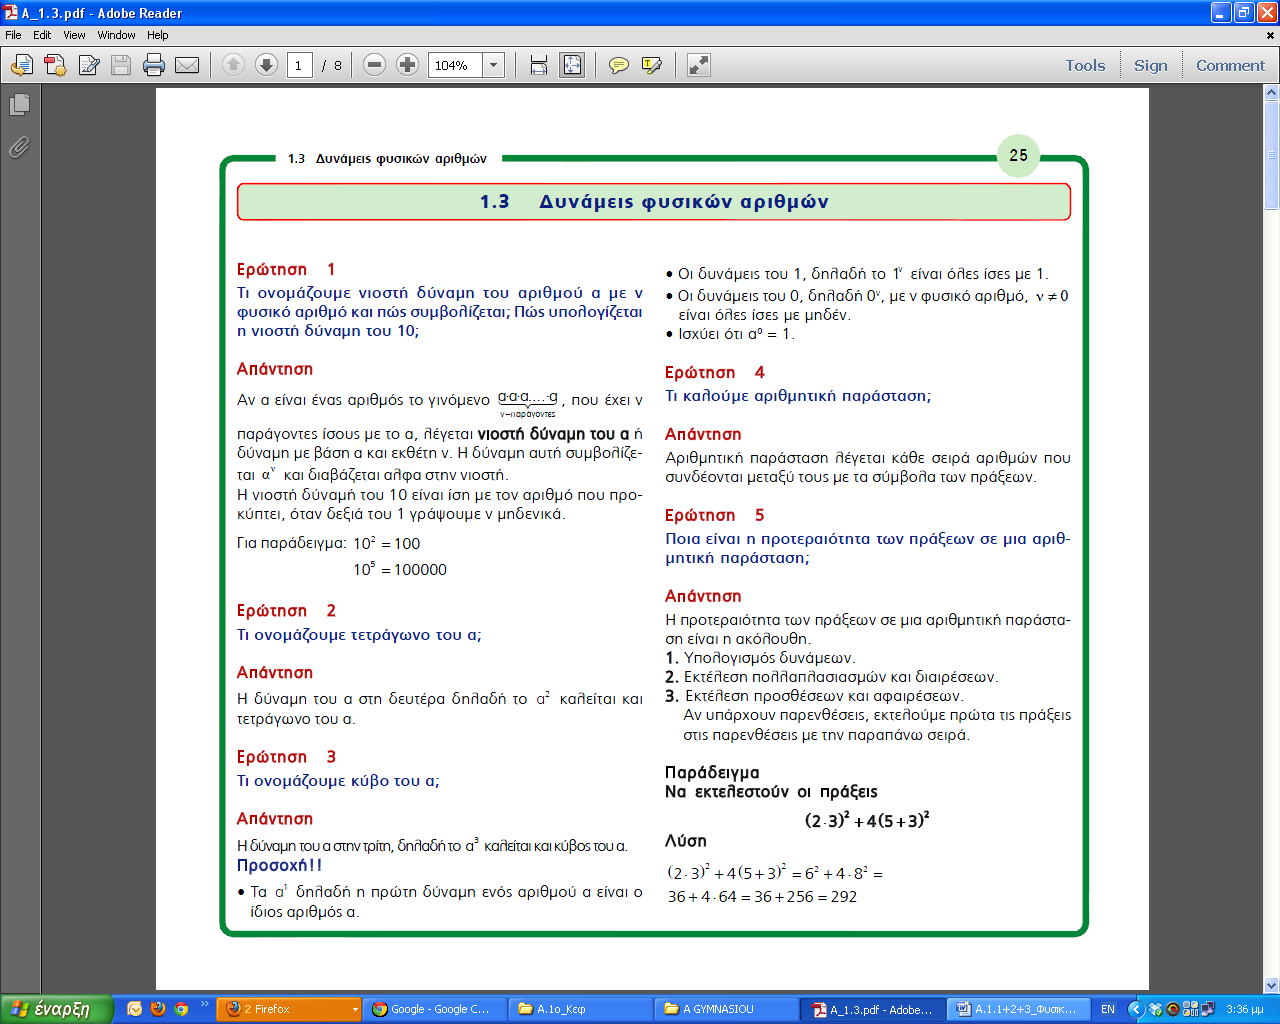 A_1.3.pdf - Adobe Reader
File Edit View Window Help
1 / 8 104% Tools Sign Comment
1.3 Δυνάμεις φυσικών αριθμών 25
1.3 Δυνάμεις φυσικών αριθμών
Ερώτηση 1
Τι ονομάζουμε νιοστή δύναμη του αριθμού α με ν
φυσικό αριθμό και πώς συμβολίζεται; Πώς υπολογίζεται
η νιοστή δύναμη του 10;
Απάντηση
Αν α είναι ένας αριθμός το γινόμενο α·α·α....·α, που έχει ν
ν−παράγοντες
παράγοντες ίσους με το α, λέγεται νιοστή δύναμη του α ή
δύναμη με βάση α και εκθέτη ν. Η δύναμη αυτή συμβολίζε-
ται αᵛ και διαβάζεται αλφα στην νιοστή.
Η νιοστή δύναμή του 10 είναι ίση με τον αριθμό που προ-
κύπτει, όταν δεξιά του 1 γράψουμε ν μηδενικά.
Για παράδειγμα: 10² = 100
10⁵ = 100000
Ερώτηση 2
Τι ονομάζουμε τετράγωνο του α;
Απάντηση
Η δύναμη του α στη δευτέρα δηλαδή το α² καλείται και
τετράγωνο του α.
Ερώτηση 3
Τι ονομάζουμε κύβο του α;
Απάντηση
Η δύναμη του α στην τρίτη, δηλαδή το α³ καλείται και κύβος του α.
Προσοχή!!
• Τα α¹ δηλαδή η πρώτη δύναμη ενός αριθμού α είναι ο
ίδιος αριθμός α.
• Οι δυνάμεις του 1, δηλαδή το 1ᵛ είναι όλες ίσες με 1.
• Οι δυνάμεις του 0, δηλαδή 0ᵛ, με ν φυσικό αριθμό, ν ≠ 0
είναι όλες ίσες με μηδέν.
• Ισχύει ότι α⁰ = 1.
Ερώτηση 4
Τι καλούμε αριθμητική παράσταση;
Απάντηση
Αριθμητική παράσταση λέγεται κάθε σειρά αριθμών που
συνδέονται μεταξύ τους με τα σύμβολα των πράξεων.
Ερώτηση 5
Ποια είναι η προτεραιότητα των πράξεων σε μια αριθ-
μητική παράσταση;
Απάντηση
Η προτεραιότητα των πράξεων σε μια αριθμητική παράστα-
ση είναι η ακόλουθη.
1. Υπολογισμός δυνάμεων.
2. Εκτέλεση πολλαπλασιασμών και διαιρέσεων.
3. Εκτέλεση προσθέσεων και αφαιρέσεων.
Αν υπάρχουν παρενθέσεις, εκτελούμε πρώτα τις πράξεις
στις παρενθέσεις με την παραπάνω σειρά.
Παράδειγμα
Να εκτελεστούν οι πράξεις
(2·3)² + 4(5+3)²
Λύση
(2·3)² + 4(5+3)² = 6² + 4·8² =
36 + 4·64 = 36 + 256 = 292
έναρξη 2 Firefox Google - Google C... Α.1ο_Κεφ A GYMNASIOU A_1.3.pdf - Adobe... Α.1.1+2+3_Φυσικ... EN 3:36 μμ